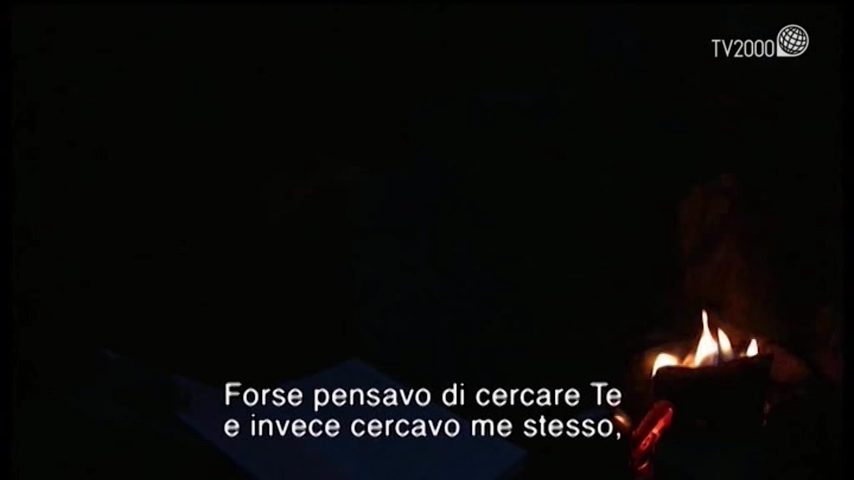 TV2000
Forse pensavo di cercare Te
e invece cercavo me stesso,